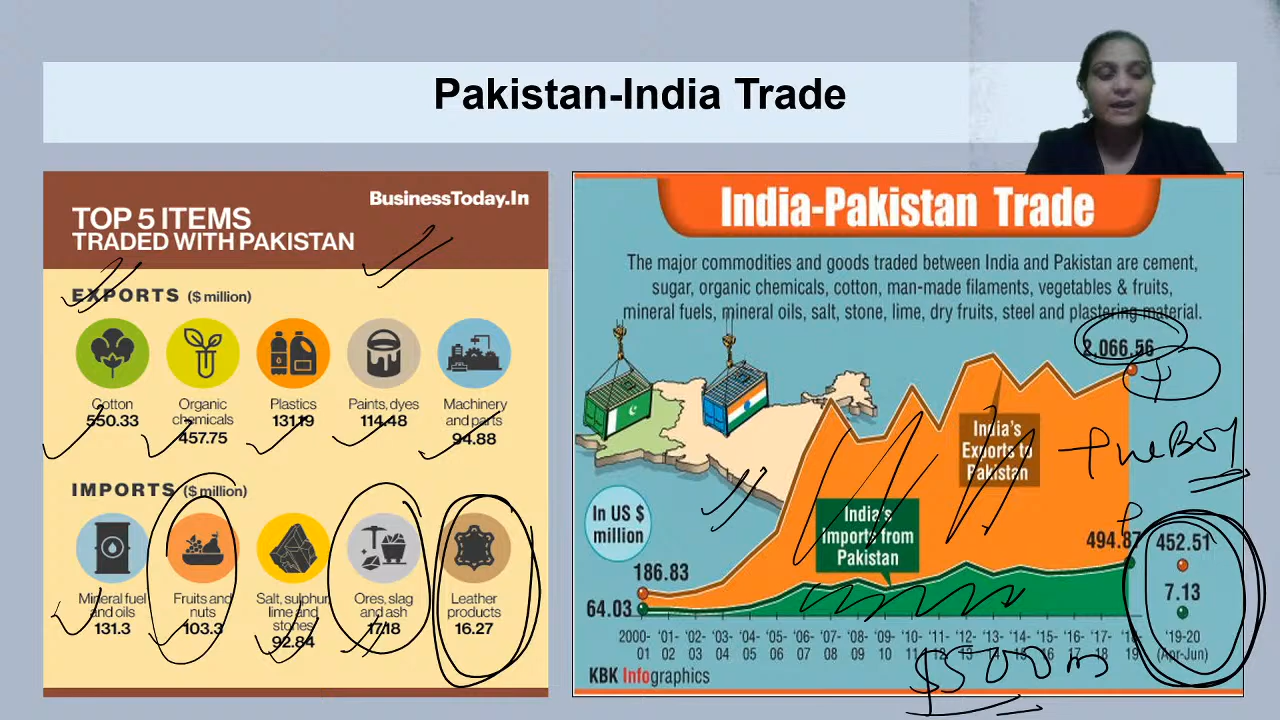 Pakistan-India Trade
BusinessToday.In
TOP 5 ITEMS
TRADED WITH PAKISTAN
EXPORTS ($ million)
Cotton
550.33
Organic
chemicals
457.75
Plastics
131.19
Paints, dyes
114.48
Machinery
and parts
94.88
IMPORTS ($ million)
Mineral fuel
and oils
131.3
Fruits and
nuts
103.3
Salt, sulphur,
lime and
stones
92.84
Ores, slag
and ash
17.18
Leather
products
16.27
India-Pakistan Trade
The major commodities and goods traded between India and Pakistan are cement,
sugar, organic chemicals, cotton, man-made filaments, vegetables & fruits,
mineral fuels, mineral oils, salt, stone, lime, dry fruits, steel and plastering material.
2,066.56
India's
Exports to
Pakistan
India's
imports from
Pakistan
In US $
million
186.83
64.03
494.87
452.51
7.13
2000-01
'01-02
'02-03
'04-05
'05-06
'06-07
'07-08
'08-09
'09-10
'10-11
'11-12
'12-13
'13-14
'14-15
'15-16
'16-17
'17-18
'18-19
'19-20
(Apr-Jun)
KBK Infographics
$500m